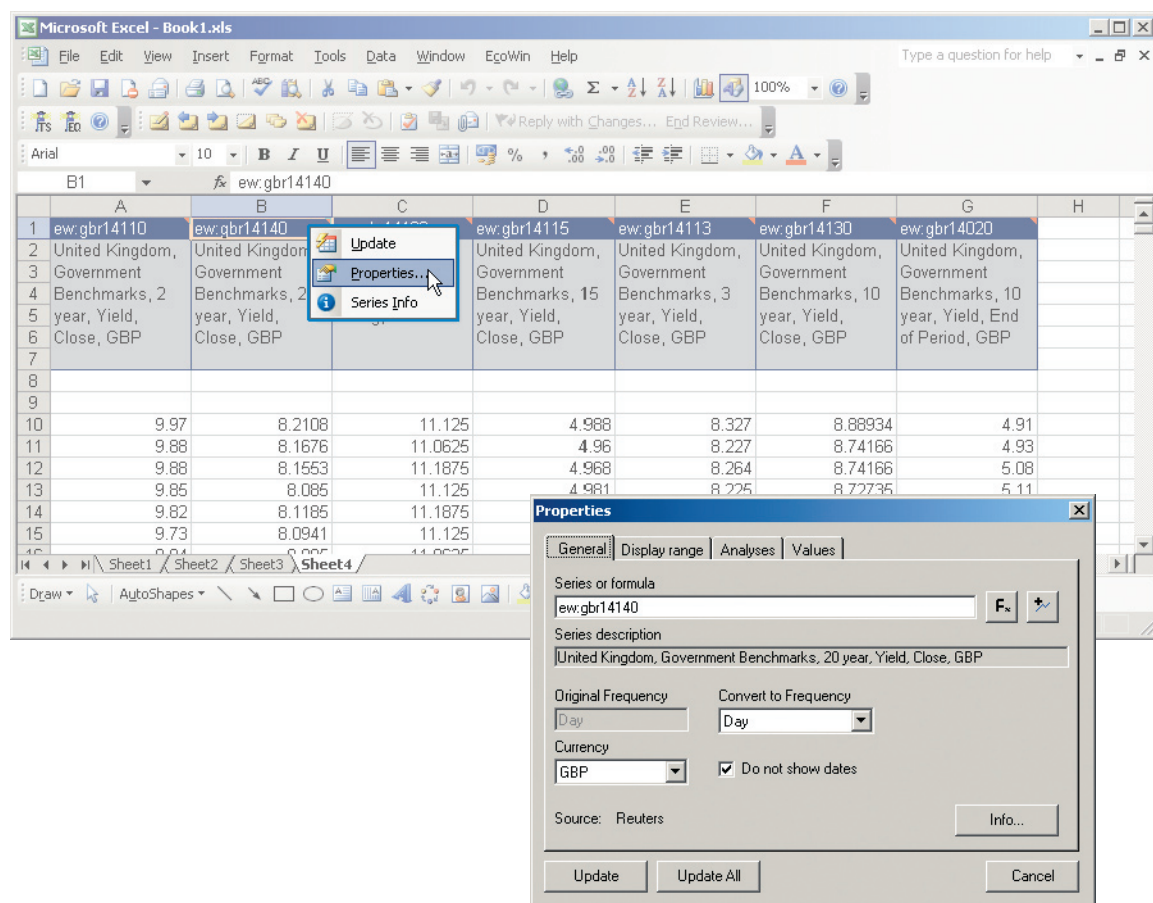 Microsoft Excel - Book1.xls
File Edit View Insert Format Tools Data Window EcoWin Help Type a question for help
100%
Reply with Changes... End Review...
Arial 10 B I U
B1 fx ew:gbr14140
A B C D E F G H
1 ew:gbr14110 ew:gbr14140 ew:gbr14115 ew:gbr14113 ew:gbr14130 ew:gbr14020
2 United Kingdom, United Kingdom United Kingdom, United Kingdom, United Kingdom, United Kingdom,
3 Government Government Government Government Government Government
4 Benchmarks, 2 Benchmarks, 2 Benchmarks, 15 Benchmarks, 3 Benchmarks, 10 Benchmarks, 10
5 year, Yield, year, Yield, year, Yield, year, Yield, year, Yield, year, Yield, End
6 Close, GBP Close, GBP Close, GBP Close, GBP Close, GBP of Period, GBP
7
8
9
Update
Properties...
Series Info
10 9.97 8.2108 11.125 4.988 8.327 8.88934 4.91
11 9.88 8.1676 11.0625 4.96 8.227 8.74166 4.93
12 9.88 8.1553 11.1875 4.968 8.264 8.74166 5.08
13 9.85 8.085 11.125 4.981 8.225 8.72735 5.11
14 9.82 8.1185 11.1875
15 9.73 8.0941 11.125
Sheet1 Sheet2 Sheet3 Sheet4
Draw AutoShapes
Properties
General Display range Analyses Values
Series or formula
ew:gbr14140
Series description
United Kingdom, Government Benchmarks, 20 year, Yield, Close, GBP
Original Frequency Convert to Frequency
Day Day
Currency
GBP Do not show dates
Source: Reuters Info...
Update Update All Cancel